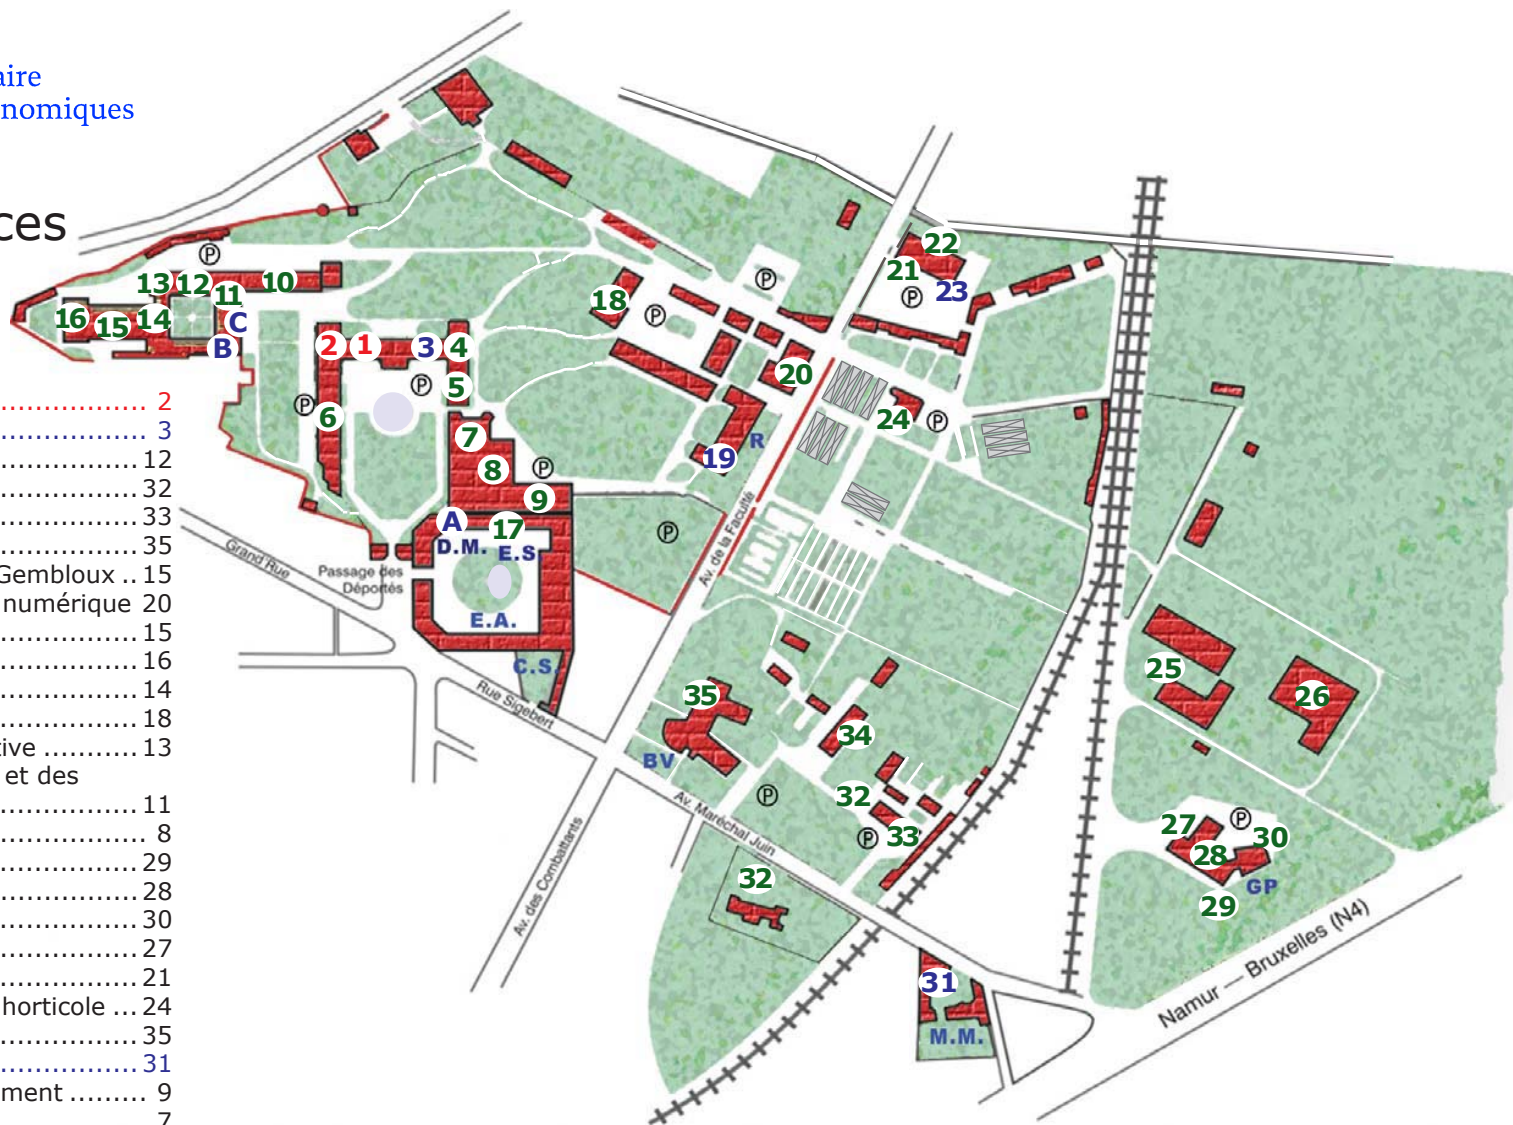 aire
nomiques
ces
................. 2
................. 3
................. 12
................. 32
................. 33
................. 35
Gembloux .. 15
numérique 20
................. 15
................. 16
................. 14
................. 18
tive ........... 13
et des
................. 11
................. 8
................. 29
................. 28
................. 30
................. 27
................. 21
horticole ... 24
................. 35
................. 31
ment ......... 9
7
P
22
21
23
P
13 12
11
10
C
B
16
15
14
18
P
P
2
1
3
4
5
P
P
6
20
24
P
7
8
9
P
R
19
A
17
D.M.
E.S.
E.A.
C.S.
P
Grand Rue
Passage des
Déportés
Av. de la Faculté
Rue Sigebert
35
BV
34
32
33
P
P
25
26
Av. Maréchal Juin
Av. des Combattants
32
27
28
P
30
GP
29
31
M.M.
Namur — Bruxelles (N4)